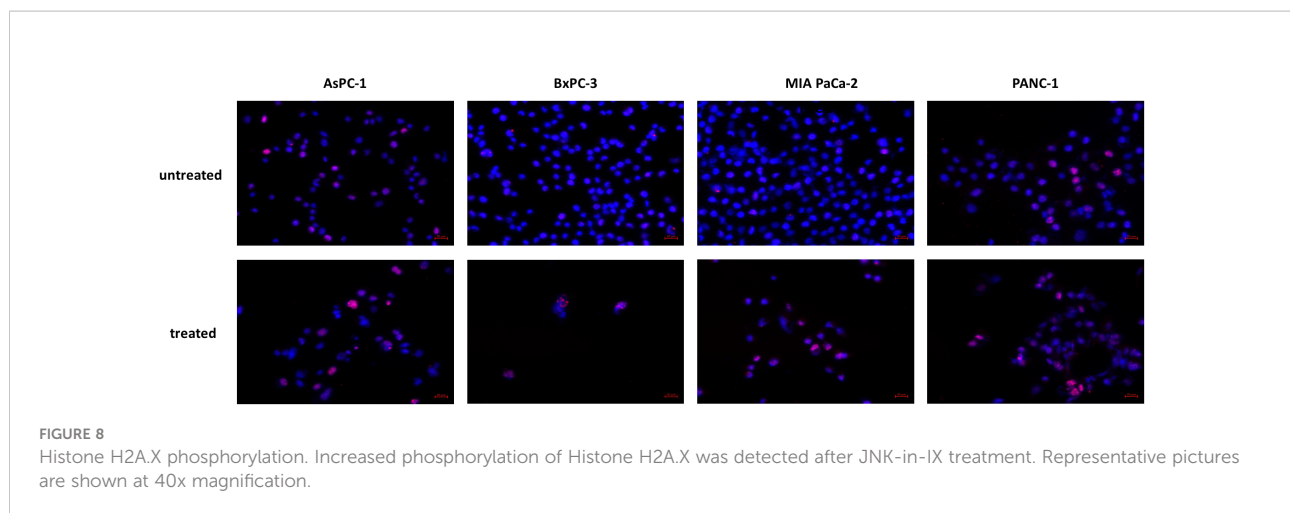 AsPC-1 BxPC-3 MIA PaCa-2 PANC-1
untreated
treated
FIGURE 8
Histone H2A.X phosphorylation. Increased phosphorylation of Histone H2A.X was detected after JNK-in-IX treatment. Representative pictures
are shown at 40x magnification.